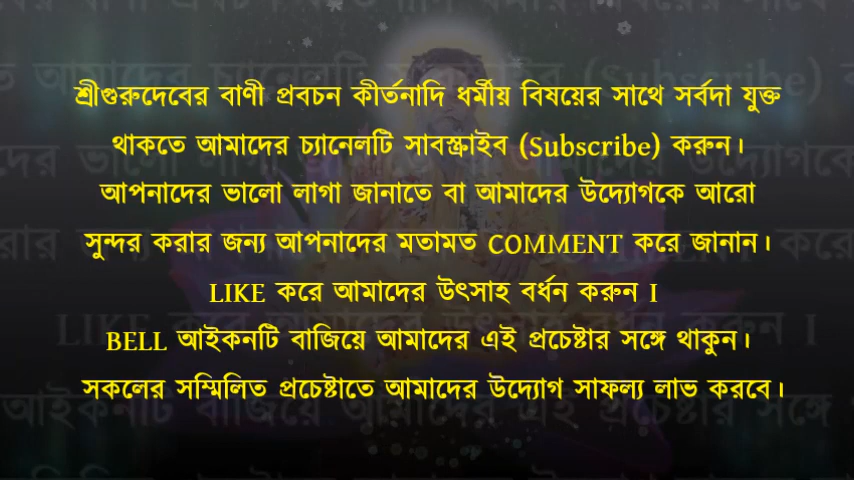 শ্রীগুরুদেবের বাণী প্রবচন কীর্তনাদি ধর্মীয় বিষয়ের সাথে সর্বদা যুক্ত
থাকতে আমাদের চ্যানেলটি সাবস্ক্রাইব (Subscribe) করুন।
আপনাদের ভালো লাগা জানাতে বা আমাদের উদ্যোগকে আরো
সুন্দর করার জন্য আপনাদের মতামত COMMENT করে জানান।
LIKE করে আমাদের উৎসাহ বর্ধন করুন I
BELL আইকনটি বাজিয়ে আমাদের এই প্রচেষ্টার সঙ্গে থাকুন।
সকলের সম্মিলিত প্রচেষ্টাতে আমাদের উদ্যোগ সাফল্য লাভ করবে।